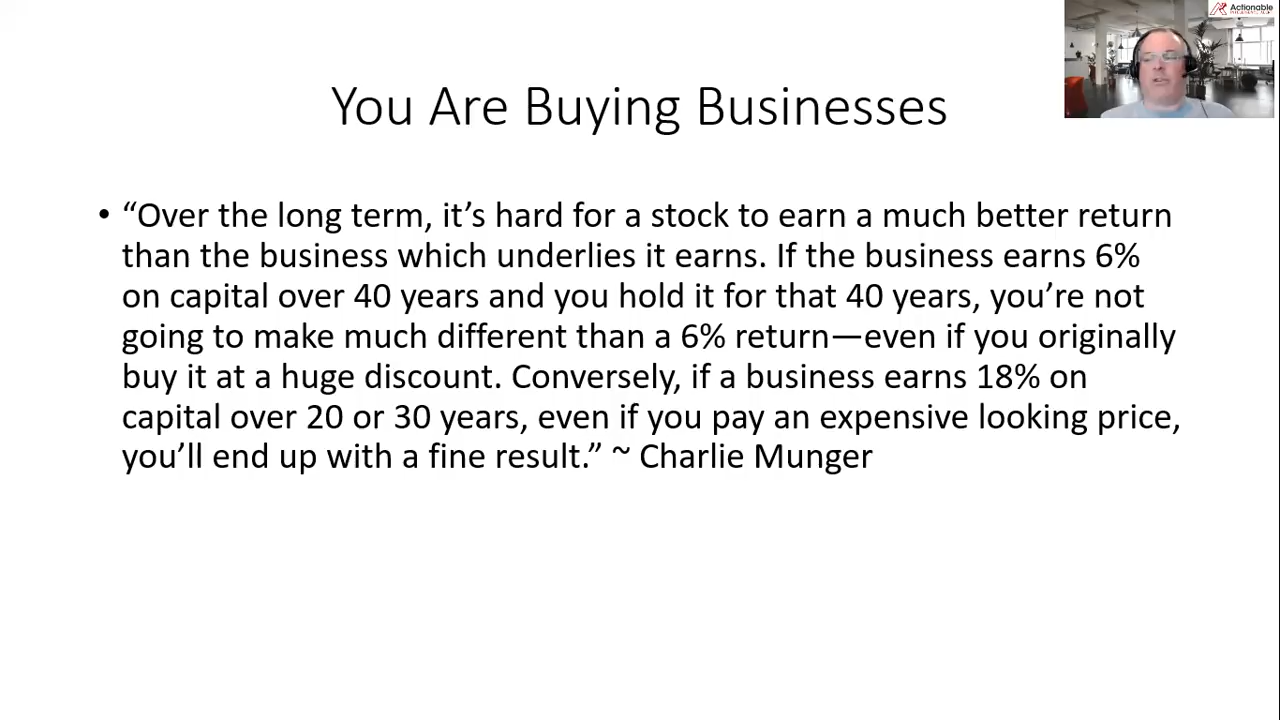 Actionable
You Are Buying Businesses
• “Over the long term, it’s hard for a stock to earn a much better return
than the business which underlies it earns. If the business earns 6%
on capital over 40 years and you hold it for that 40 years, you’re not
going to make much different than a 6% return—even if you originally
buy it at a huge discount. Conversely, if a business earns 18% on
capital over 20 or 30 years, even if you pay an expensive looking price,
you’ll end up with a fine result.” ~ Charlie Munger